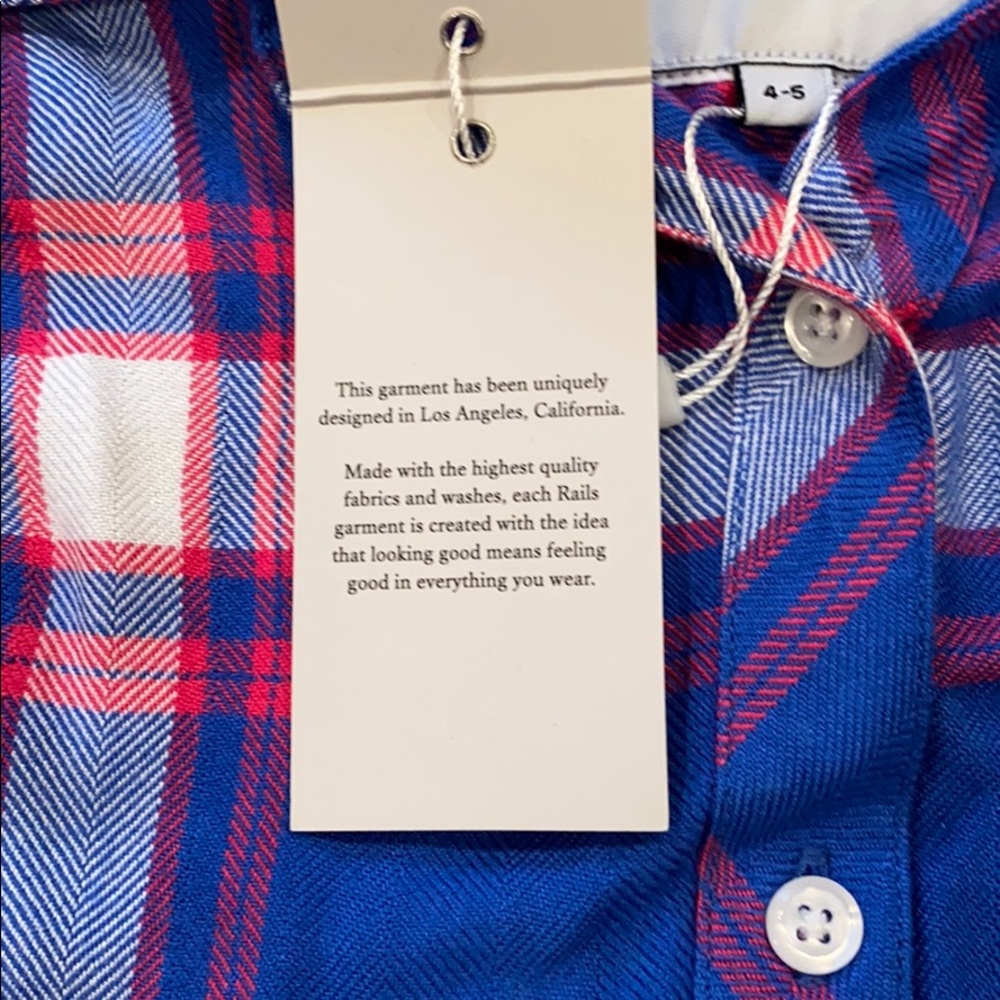 4-5
This garment has been uniquely
designed in Los Angeles, California.
Made with the highest quality
fabrics and washes, each Rails
garment is created with the idea
that looking good means feeling
good in everything you wear.